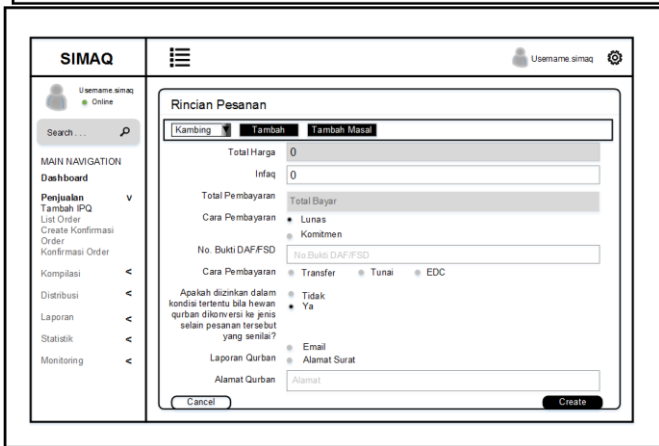 SIMAQ
Username.simaq
Username.simaq
Online
Search . . .
MAIN NAVIGATION
Dashboard
Penjualan v
Tambah IPQ
List Order
Create Konfirmasi
Order
Konfirmasi Order
Kompilasi <
Distribusi <
Laporan <
Statistik <
Monitoring <
Rincian Pesanan
Kambing Tambah Tambah Masal
Total Harga 0
Infaq 0
Total Pembayaran Total Bayar
Cara Pembayaran Lunas
Komitmen
No. Bukti DAF/FSD No.Bukti DAF/FSD
Cara Pembayaran Transfer Tunai EDC
Apakah diizinkan dalam Tidak
kondisi tertentu bila hewan Ya
qurban dikonversi ke jenis
selain pesanan tersebut
yang senilai?
Email
Laporan Qurban Alamat Surat
Alamat Qurban Alamat
Cancel Create